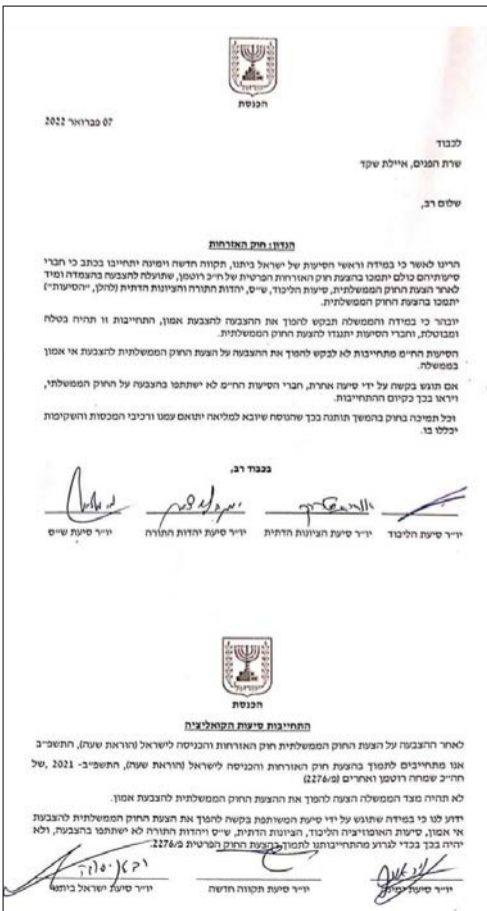 הכנסת
07 פברואר 2022
לכבוד
שרת הפנים, איילת שקד
שלום רב,
הנדון: חוק האזרחות
הרינו לאשר כי במידה וראשי הסיעות של ישראל ביתנו, תקווה חדשה וימינה יתחייבו בכתב כי חברי
סיעותיהם כולם יתמכו בהצעת חוק האזרחות הפרטית של ח״כ רוטמן, שתועלה להצבעה בהצמדה ומיד
לאחר הצעת החוק הממשלתית, סיעות הליכוד, ש״ס, יהדות התורה והציונות הדתית (להלן, ״הסיעות״)
יתמכו בהצעת החוק הממשלתית.
יובהר כי במידה והממשלה תבקש להפוך את ההצבעה להצבעת אמון, התחייבות זו תהיה בטלה
ומבוטלת, וחברי הסיעות יתנגדו להצעת החוק הממשלתית.
הסיעות החיימ מתחייבות לא לבקש להפוך את ההצבעה על הצעת החוק הממשלתית להצבעת אי אמון
בממשלה.
אם תוגש בקשה על ידי סיעה אחרת, חברי הסיעות החיימ לא ישתתפו בהצבעה על החוק הממשלתי,
ויראו בכך כקיום ההתחייבות.
וכל תמיכה בחוק בהמשך תותנה בכך שהנוסח שיובא למליאה יתואם עמנו ורכיבי המכסות והשקיפות
יכללו בו.
בכבוד רב,
יו״ר סיעת הליכוד יו״ר סיעת הציונות הדתית יו״ר סיעת יהדות התורה יו״ר סיעת ש״ס
הכנסת
התחייבות סיעות הקואליציה
לאחר ההצבעה על הצעת החוק הממשלתית חוק האזרחות והכניסה לישראל (הוראת שעה), התשפ״ב
אנו מתחייבים לתמוך בהצעת חוק האזרחות והכניסה לישראל (הוראת שעה), התשפ״ב- 2021 ,של
חה״כ שמחה רוטמן ואחרים (פ/2276)
לא תהיה מצד הממשלה הצעה להפוך את ההצעת החוק הממשלתית להצבעת אמון.
ידוע לנו כי במידה שתוגש על ידי סיעת המשותפת בקשה להפוך את הצעת החוק הממשלתית להצבעת
אי אמון, סיעות האופוזיציה הליכוד, הציונות הדתית, ש״ס ויהדות התורה לא ישתתפו בהצבעה, ולא
יהיה בכך בכדי לגרוע מהתחייבותנו לתמוך בהצעת החוק הפרטית פ/2276.
יו״ר סיעת ימינה יו״ר סיעת תקווה חדשה יו״ר סיעת ישראל ביתנו